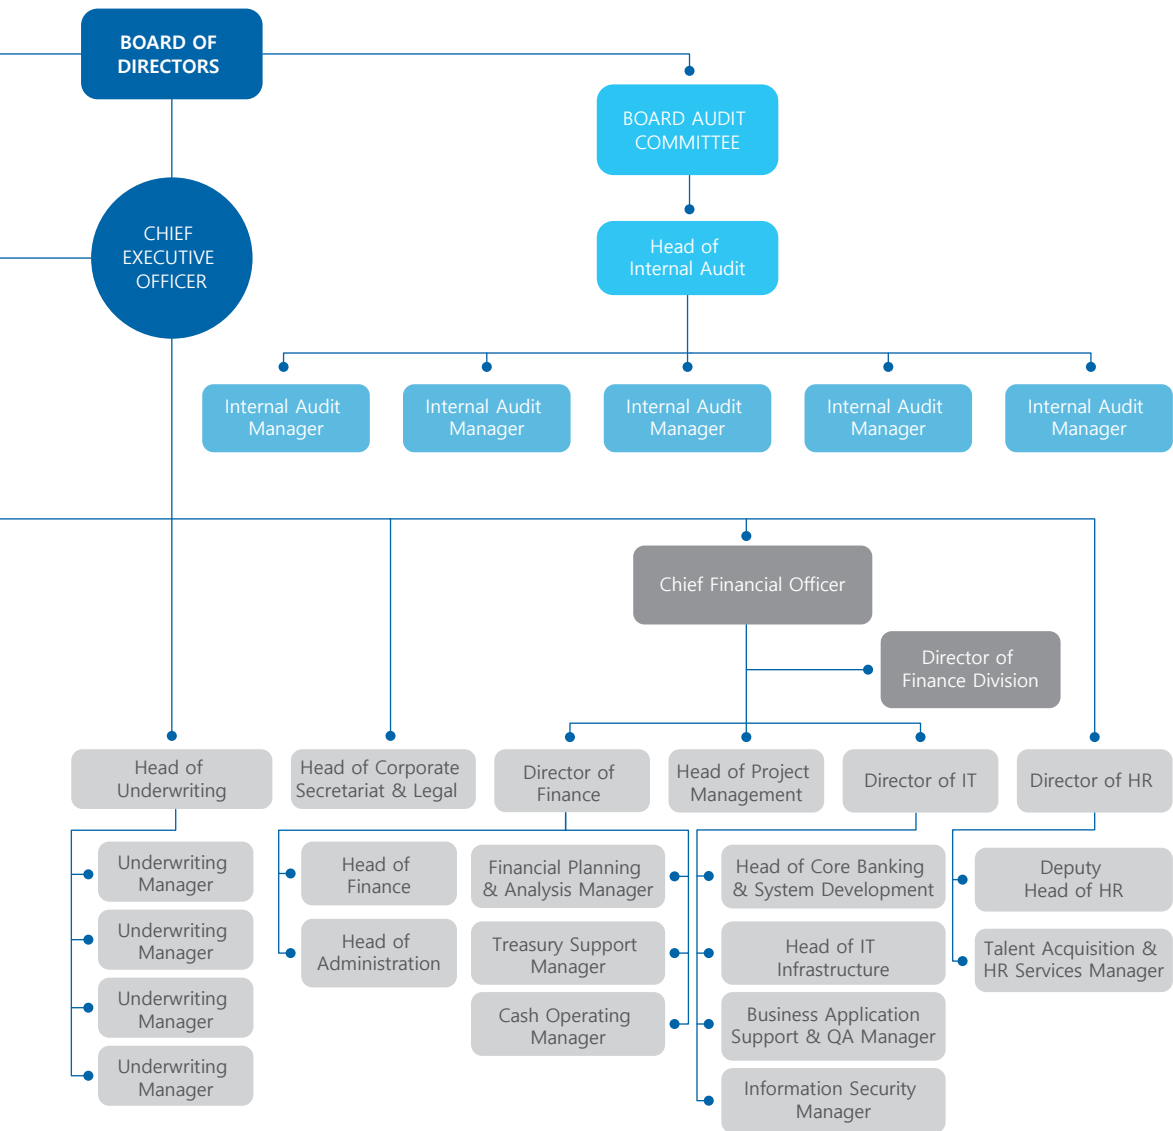 BOARD OF
DIRECTORS
BOARD AUDIT
COMMITTEE
CHIEF
EXECUTIVE
OFFICER
Head of
Internal Audit
Internal Audit
Manager
Internal Audit
Manager
Internal Audit
Manager
Internal Audit
Manager
Internal Audit
Manager
Chief Financial Officer
Director of
Finance Division
Head of
Underwriting
Head of Corporate
Secretariat & Legal
Director of
Finance
Head of Project
Management
Director of IT
Director of HR
Underwriting
Manager
Underwriting
Manager
Underwriting
Manager
Underwriting
Manager
Head of
Finance
Head of
Administration
Financial Planning
& Analysis Manager
Treasury Support
Manager
Cash Operating
Manager
Head of Core Banking
& System Development
Head of IT
Infrastructure
Business Application
Support & QA Manager
Information Security
Manager
Deputy
Head of HR
Talent Acquisition &
HR Services Manager